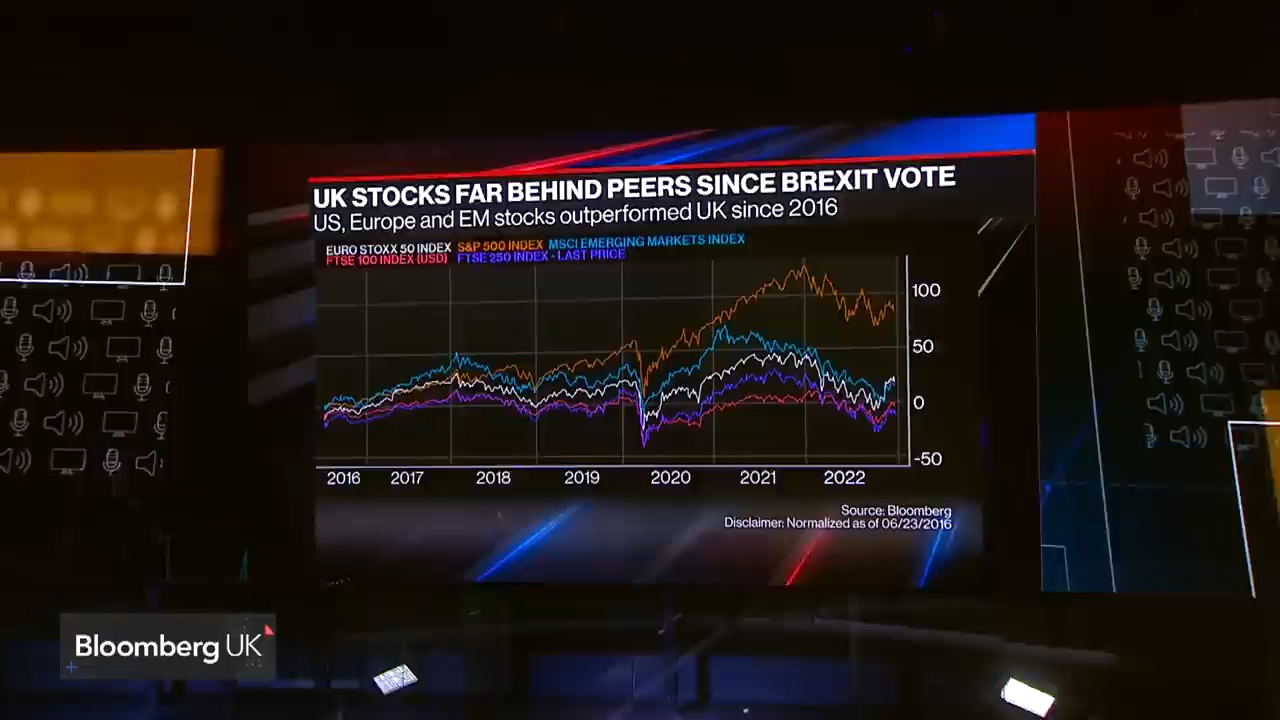 UK STOCKS FAR BEHIND PEERS SINCE BREXIT VOTE
US, Europe and EM stocks outperformed UK since 2016
EURO STOXX 50 INDEX S&P 500 INDEX MSCI EMERGING MARKETS INDEX
FTSE 100 INDEX (USD) FTSE 250 INDEX - LAST PRICE
100
50
0
-50
2016 2017 2018 2019 2020 2021 2022
Source: Bloomberg
Disclaimer: Normalized as of 06/23/2016
Bloomberg UK